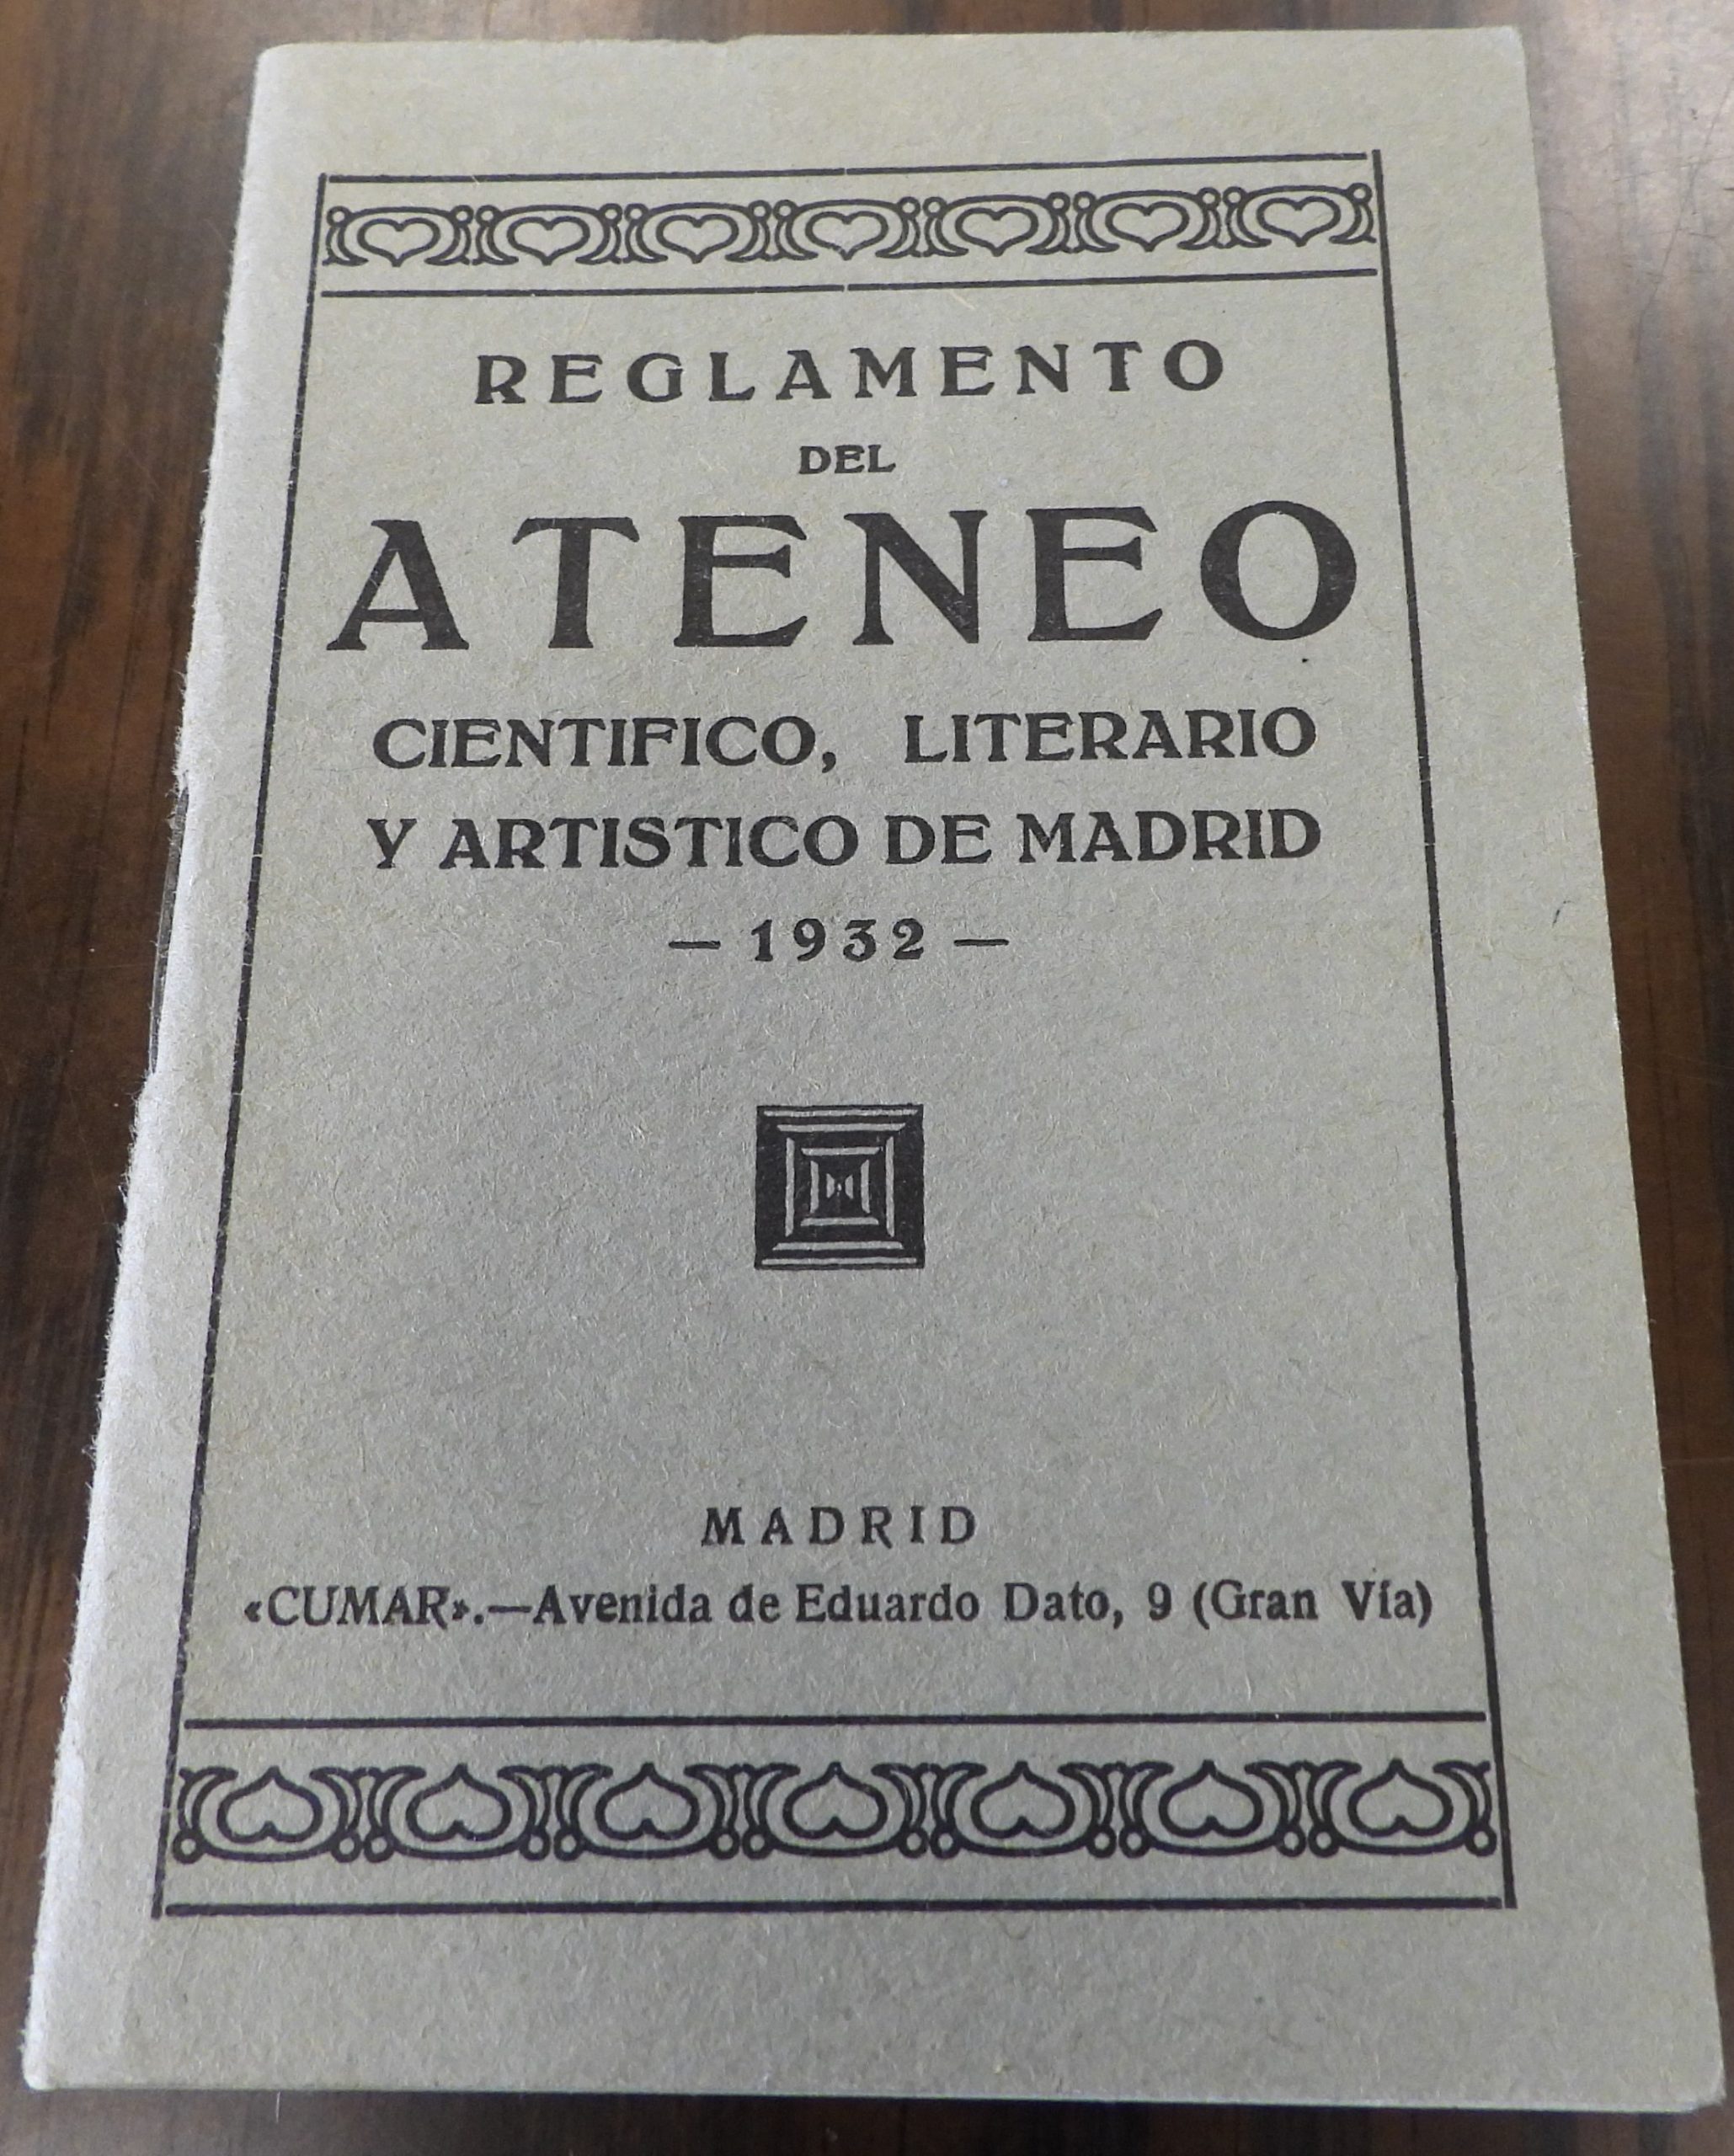 REGLAMENTO
DEL
ATENEO
CIENTIFICO, LITERARIO
Y ARTISTICO DE MADRID
— 1932 —
MADRID
«CUMAR».—Avenida de Eduardo Dato, 9 (Gran Vía)